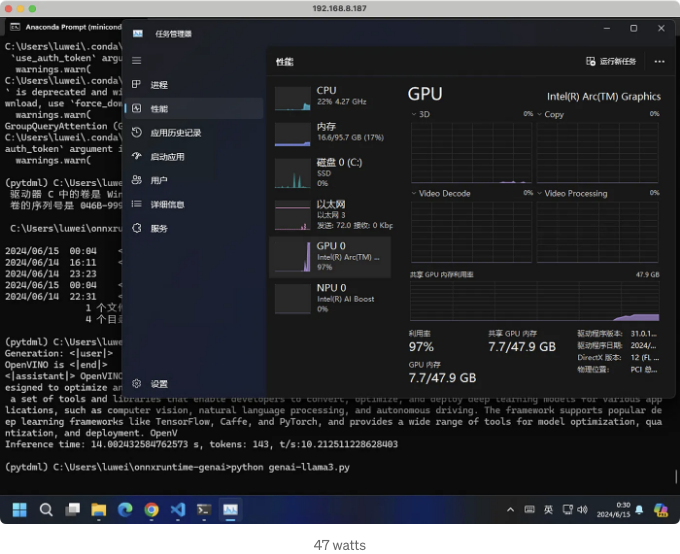 192.168.8.187
Anaconda Prompt (minicond
任务管理器
C:\Users\luwei\.conda\
`use_auth_token` argu
warnings.warn(
C:\Users\luwei\.conda\
` is deprecated and wi
wnload, use `force_dow
warnings.warn(
GroupQueryAttention (G
C:\Users\luwei\.conda\
auth_token` argument i
warnings.warn(
(pytdml) C:\Users\luwe
驱动器 C 中的卷是 Win
卷的序列号是 046B-999
C:\Users\luwei\onnxru
2024/06/15 00:04 <
2024/06/14 16:11 <
2024/06/14 23:23
2024/06/15 00:04 <
2024/06/14 22:31 <
1 个文件
4 个目录
(pytdml) C:\Users\luwe
Generation: <|user|>
OpenVINO is <|end|>
<|assistant|> OpenVINO
esigned to optimize an
a set of tools and libraries that enable developers to convert, optimize, and deploy deep learning models for various app
lications, such as computer vision, natural language processing, and autonomous driving. The framework supports popular de
ep learning frameworks like TensorFlow, Caffe, and PyTorch, and provides a wide range of tools for model optimization, qua
ntization, and deployment. OpenV
Inference time: 14.002432584762573 s, tokens: 143, t/s:10.212511228628403
(pytdml) C:\Users\luwei\onnxruntime-genai>python genai-llama3.py
进程
性能
应用历史记录
启动应用
用户
详细信息
服务
设置
性能
运行新任务
CPU
22% 4.27 GHz
内存
16.6/95.7 GB (17%)
磁盘 0 (C:)
SSD
0%
以太网
以太网 3
发送: 72.0 接收: 0 Kbp
GPU 0
Intel(R) Arc(TM) ...
97%
NPU 0
Intel(R) AI Boost
0%
GPU
Intel(R) Arc(TM) Graphics
3D 0%
Copy 0%
Video Decode 0%
Video Processing 0%
共享 GPU 内存利用率 47.9 GB
利用率
97%
共享 GPU 内存
7.7/47.9 GB
GPU 内存
7.7/47.9 GB
驱动程序版本: 31.0.1...
驱动程序日期: 2024/...
DirectX 版本: 12 (FL ...
物理位置: PCI 总...
英
0:30
2024/6/15
47 watts